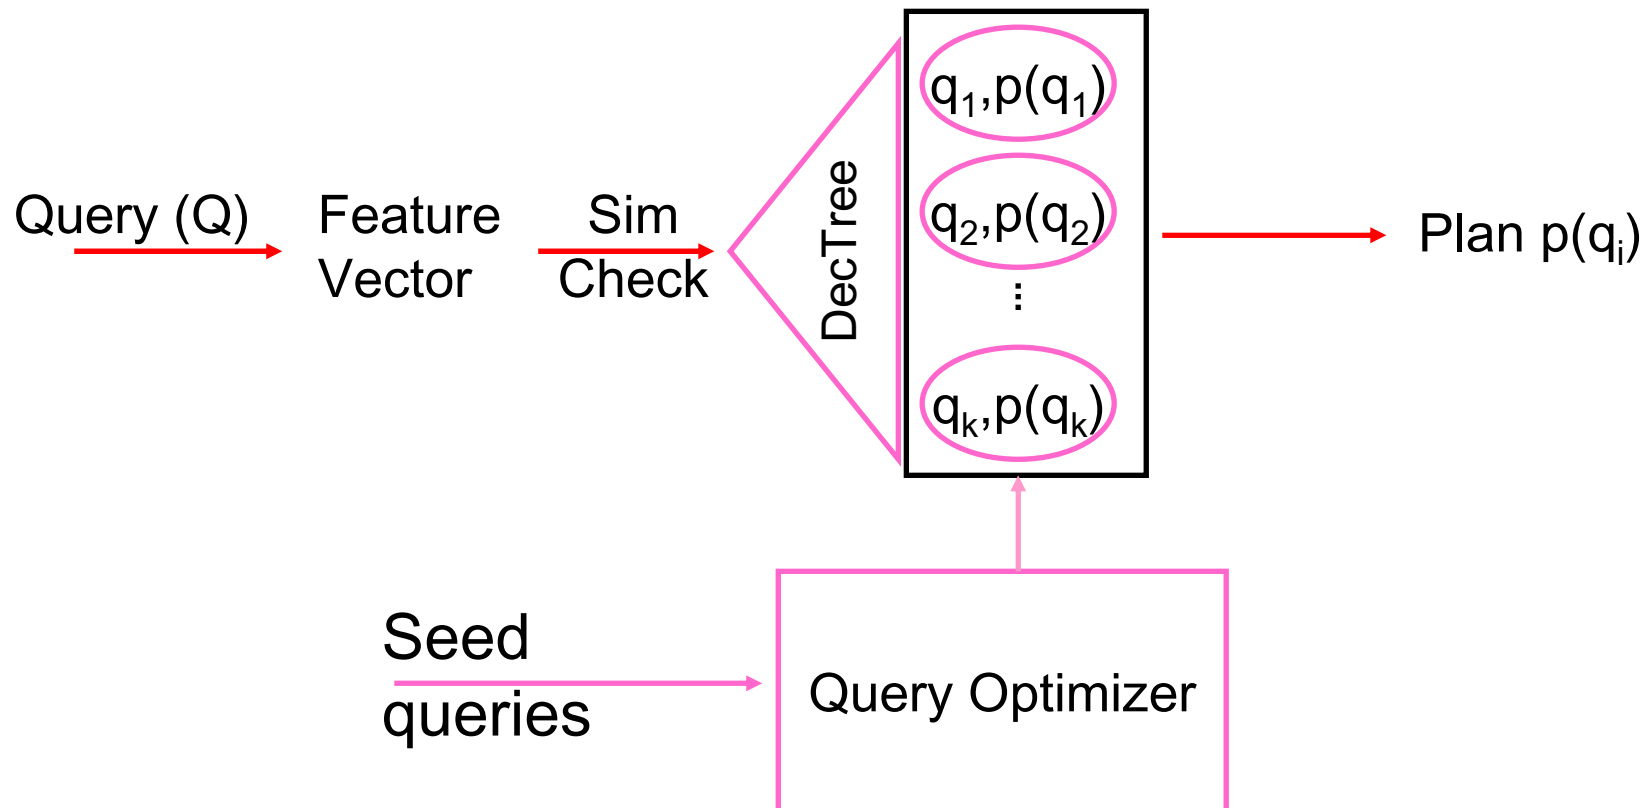 Query (Q)
Feature
Vector
Sim
Check
DecTree
q₁,p(q₁)
q₂,p(q₂)
...
qₖ,p(qₖ)
Plan p(qᵢ)
Seed
queries
Query Optimizer